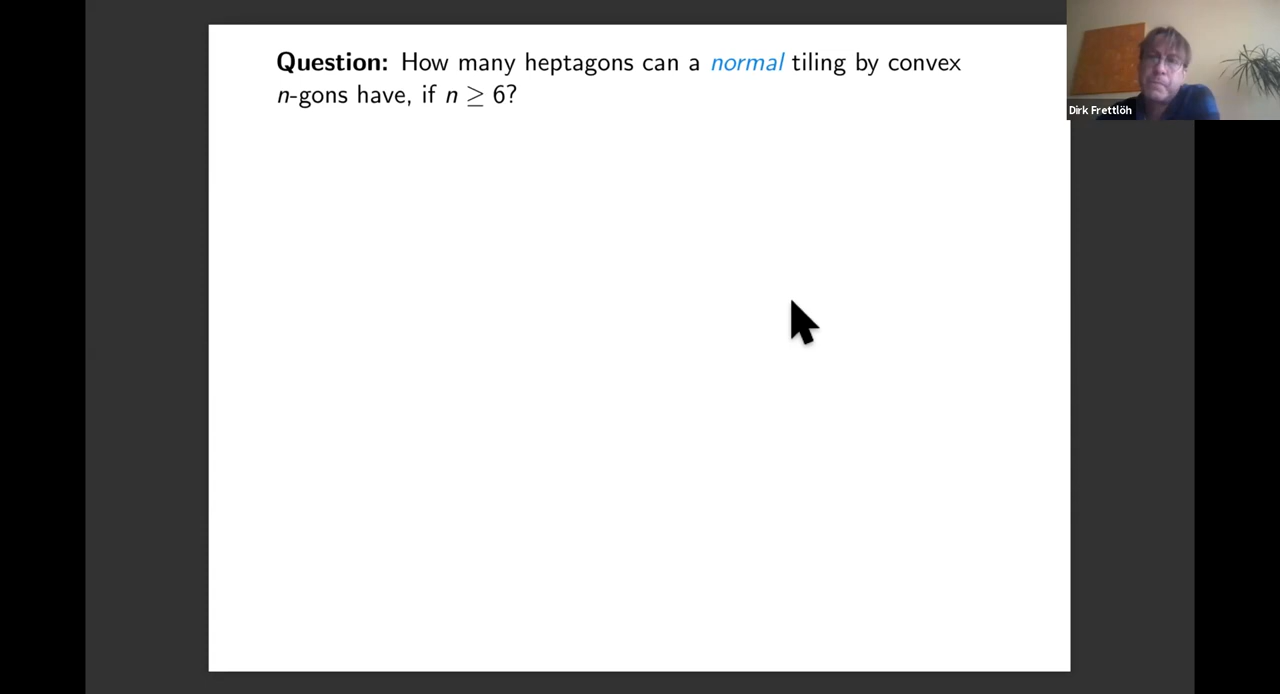 Question: How many heptagons can a normal tiling by convex
n-gons have, if n ≥ 6?
Dirk Frettlöh